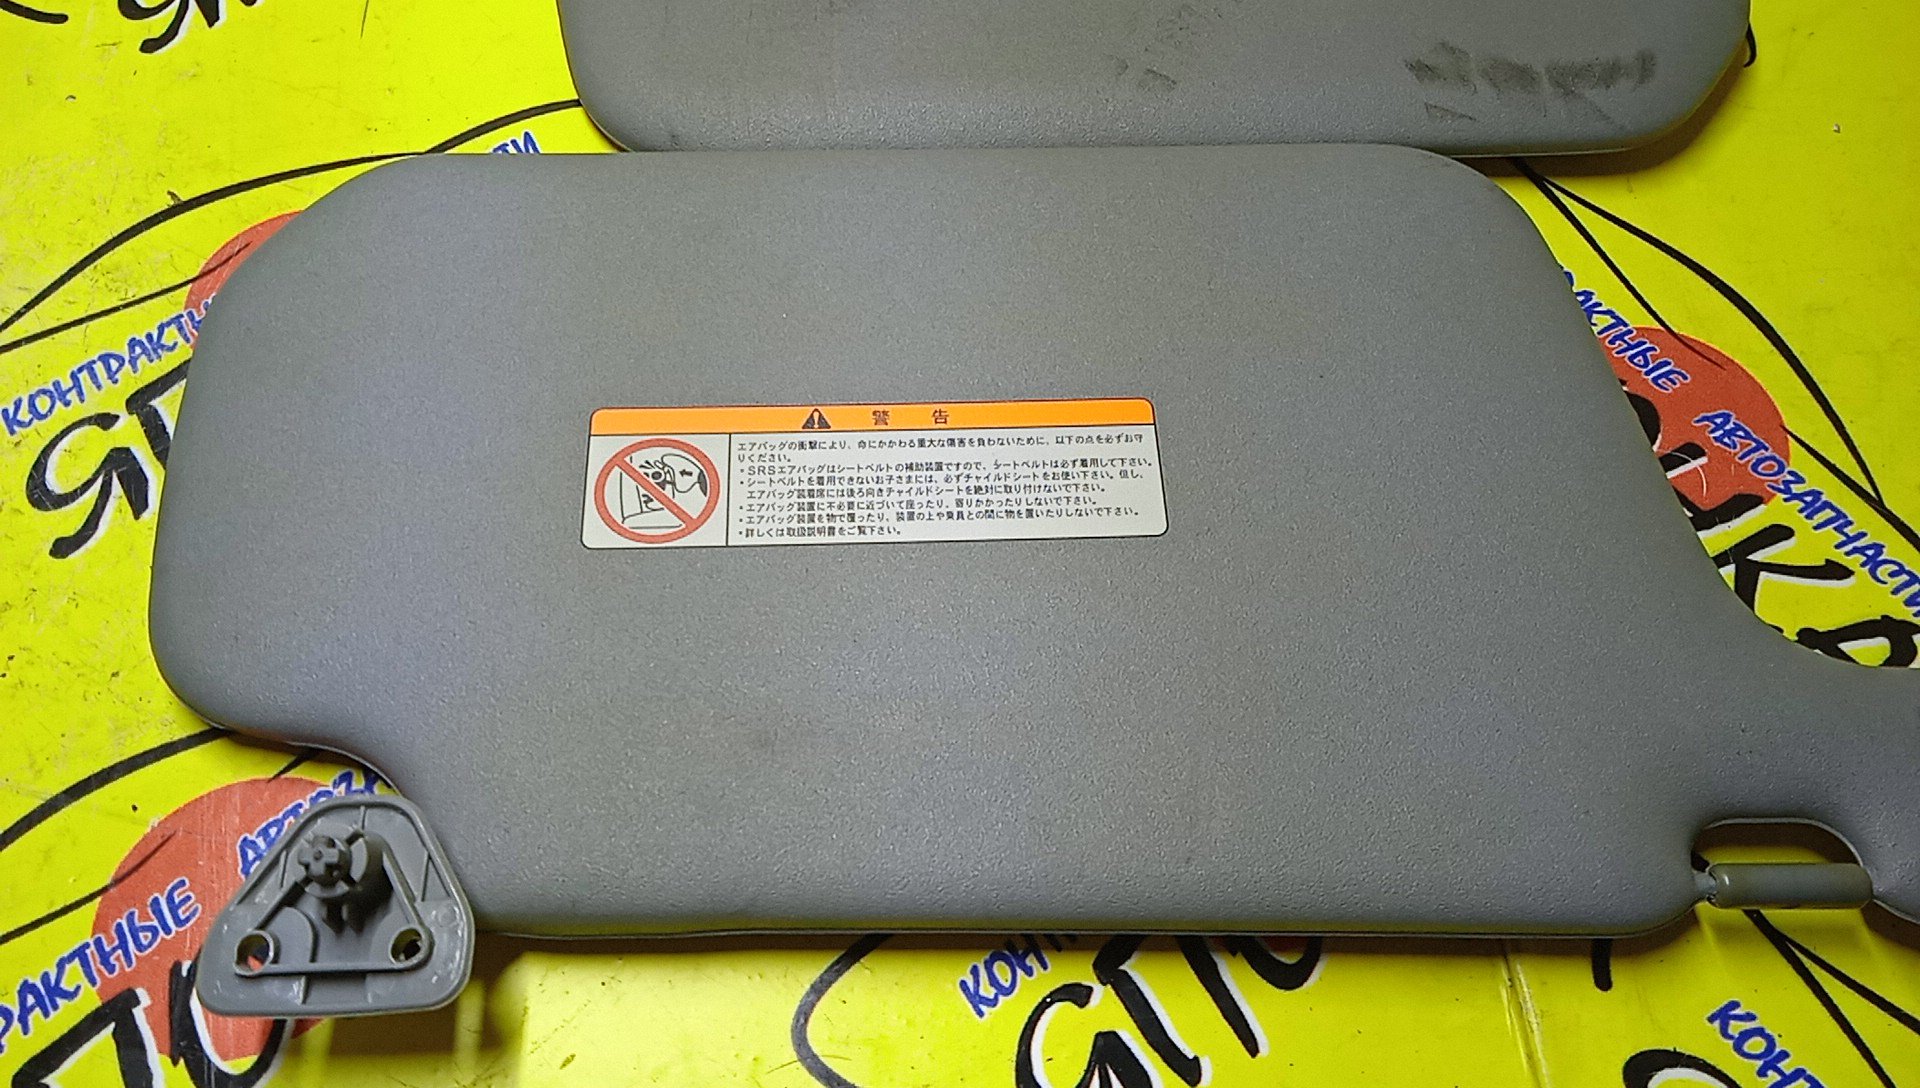 КОНТРАКТН
警 告
エアバッグの衝撃により、命にかかわる重大な傷害を負わないために、以下の点を必ずお守
りください。
・SRSエアバッグはシートベルトの補助装置ですので、シートベルトは必ず着用して下さい。
・シートベルトを着用できないお子さまには、必ずチャイルドシートをお使い下さい。但し、
エアバッグ装着席には後ろ向きチャイルドシートを絶対に取り付けないで下さい。
・エアバッグ装置に不必要に近づいて座ったり、寄りかかったりしないで下さい。
・エアバッグ装置を物で覆ったり、装置の上や乗員との間に物を置いたりしないで下さい。
・詳しくは取扱説明書をご覧下さい。
АКТНЫЕ
АВТОЗАПЧАСТИ
РАКТНЫЕ
КОН
КОНТ